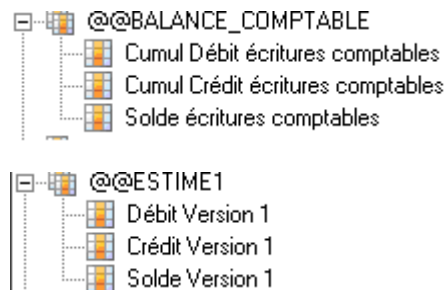 @@BALANCE_COMPTABLE
Cumul Débit écritures comptables
Cumul Crédit écritures comptables
Solde écritures comptables
@@ESTIME1
Débit Version 1
Crédit Version 1
Solde Version 1